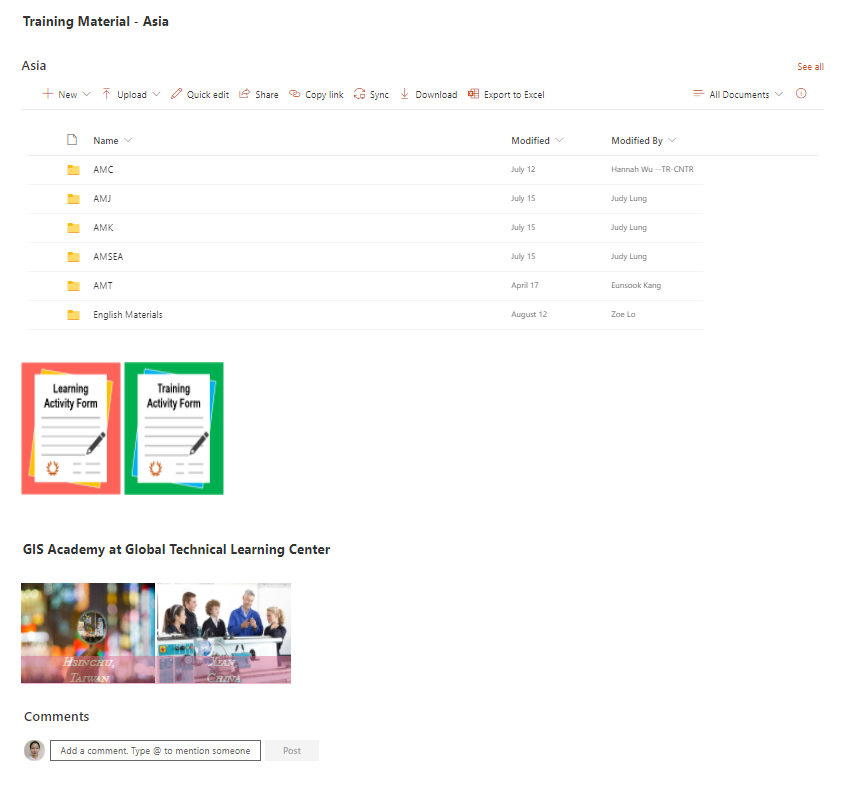 Training Material - Asia
Asia
See all
New Upload Quick edit Share Copy link Sync Download Export to Excel All Documents
Name Modified Modified By
AMC July 12 Hannah Wu --TR-CNTR
AMJ July 15 Judy Lung
AMK July 15 Judy Lung
AMSEA July 15 Judy Lung
AMT April 17 Eunsook Kang
English Materials August 12 Zoe Lo
Learning
Activity Form
Training
Activity Form
GIS Academy at Global Technical Learning Center
Hsinchu,
Taiwan
China
Comments
Add a comment. Type @ to mention someone
Post